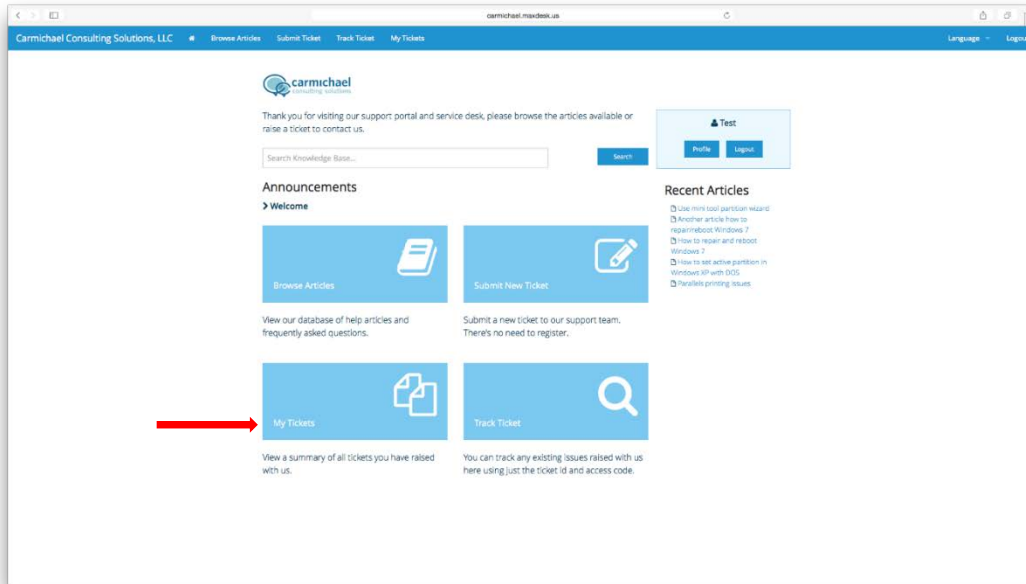 carmichael.maxdesk.us
Carmichael Consulting Solutions, LLC Browse Articles Submit Ticket Track Ticket My Tickets Language Logout
carmichael
consulting solutions
Thank you for visiting our support portal and service desk, please browse the articles available or
raise a ticket to contact us.
Search Knowledge Base... Search
Test
Profile Logout
Announcements
Welcome
Recent Articles
Use mini tool partition wizard
Another article how to
repair/reboot Windows 7
How to repair and reboot
Windows 7
How to set active partition in
Windows XP with DOS
Parallels printing issues
Browse Articles
View our database of help articles and
frequently asked questions.
Submit New Ticket
Submit a new ticket to our support team.
There's no need to register.
My Tickets
View a summary of all tickets you have raised
with us.
Track Ticket
You can track any existing issues raised with us
here using just the ticket id and access code.